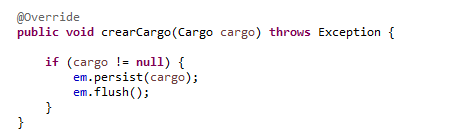 @Override
public void crearCargo(Cargo cargo) throws Exception {
if (cargo != null) {
em.persist(cargo);
em.flush();
}
}